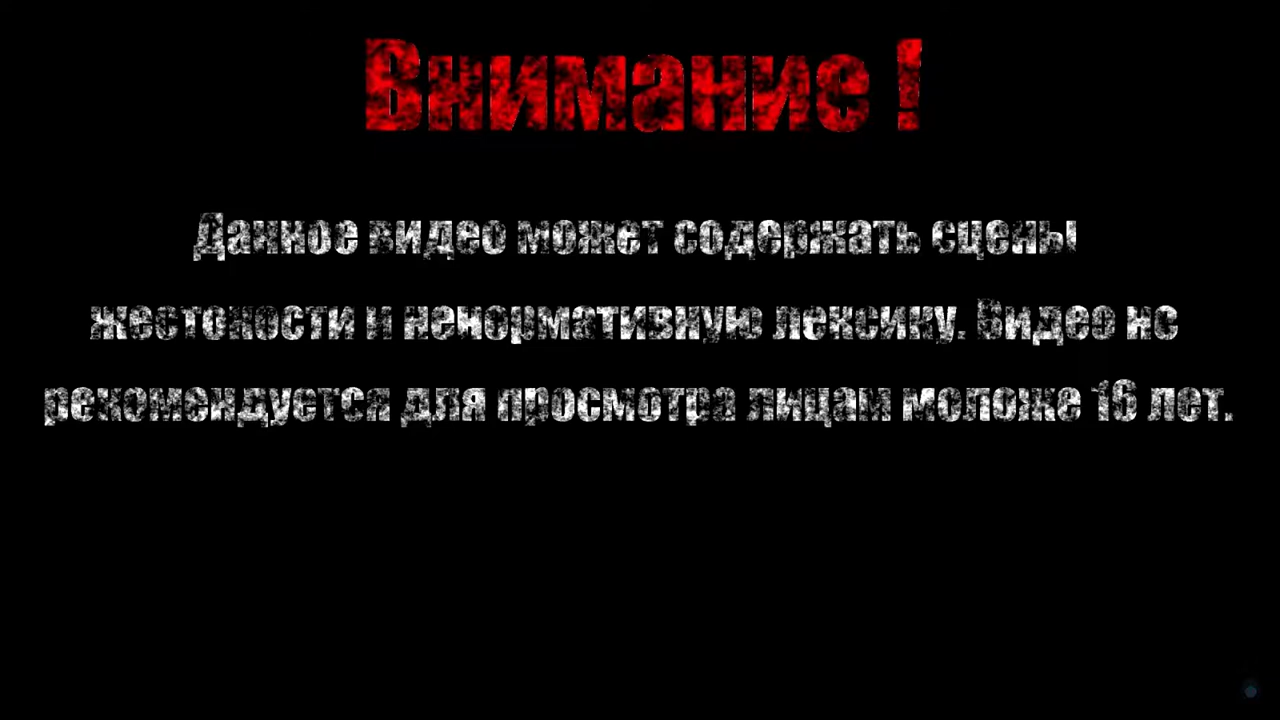 Внимание !
Данное видео может содержать сцены
жестокости и ненормативную лексику. Видео не
рекомендуется для просмотра лицам моложе 16 лет.